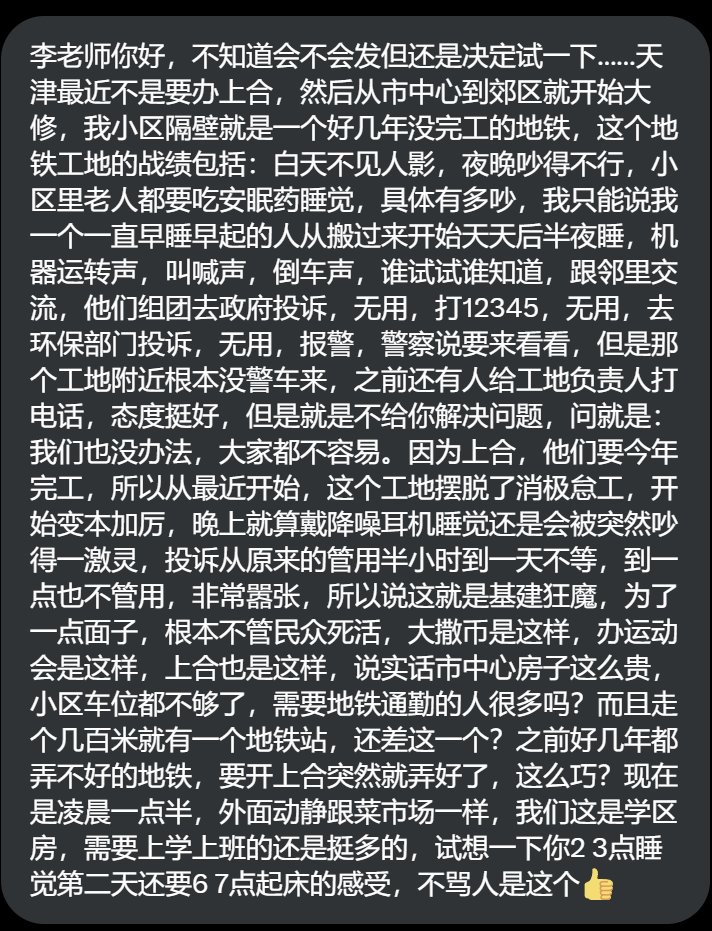 李老师你好，不知道会不会发但还是决定试一下......天
津最近不是要办上合，然后从市中心到郊区就开始大
修，我小区隔壁就是一个好几年没完工的地铁，这个地
铁工地的战绩包括：白天不见人影，夜晚吵得不行，小
区里老人都要吃安眠药睡觉，具体有多吵，我只能说我
一个一直早睡早起的人从搬过来开始天天后半夜睡，机
器运转声，叫喊声，倒车声，谁试试谁知道，跟邻里交
流，他们组团去政府投诉，无用，打12345，无用，去
环保部门投诉，无用，报警，警察说要来看看，但是那
个工地附近根本没警车来，之前还有人给工地负责人打
电话，态度挺好，但是就是不给你解决问题，问就是：
我们也没办法，大家都不容易。因为上合，他们要今年
完工，所以从最近开始，这个工地摆脱了消极怠工，开
始变本加厉，晚上就算戴降噪耳机睡觉还是会被突然吵
得一激灵，投诉从原来的管用半小时到一天不等，到一
点也不管用，非常嚣张，所以说这就是基建狂魔，为了
一点面子，根本不管民众死活，大撒币是这样，办运动
会是这样，上合也是这样，说实话市中心房子这么贵，
小区车位都不够了，需要地铁通勤的人很多吗？而且走
个几百米就有一个地铁站，还差这一个？之前好几年都
弄不好的地铁，要开上合突然就弄好了，这么巧？现在
是凌晨一点半，外面动静跟菜市场一样，我们这是学区
房，需要上学上班的还是挺多的，试想一下你2 3点睡
觉第二天还要6 7点起床的感受，不骂人是这个👍